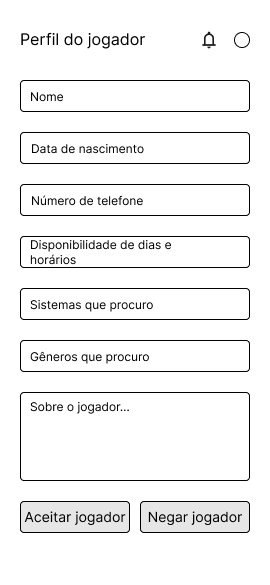 Perfil do jogador
Nome
Data de nascimento
Número de telefone
Disponibilidade de dias e
horários
Sistemas que procuro
Gêneros que procuro
Sobre o jogador...
Aceitar jogador
Negar jogador